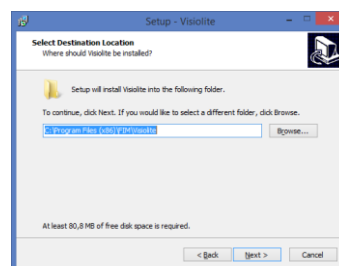 Setup - Visiolite
Select Destination Location
Where should Visiolite be installed?
Setup will install Visiolite into the following folder.
To continue, click Next. If you would like to select a different folder, click Browse.
C:\Program Files (x86)\FIM\Visiolite
Browse...
At least 80,8 MB of free disk space is required.
< Back
Next >
Cancel